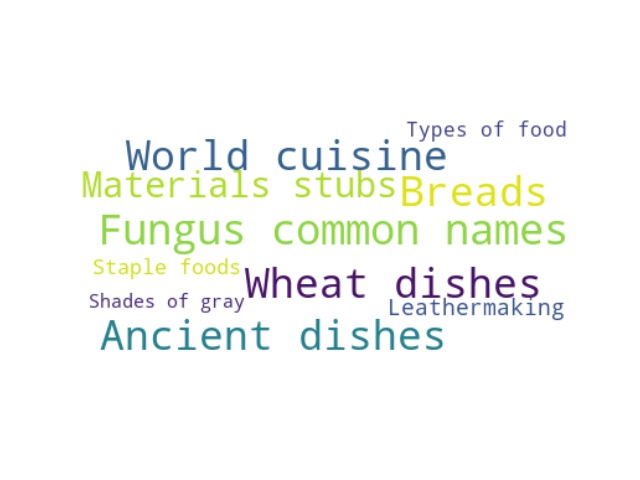 Types of food
World cuisine
Materials stubs
Breads
Fungus common names
Staple foods
Wheat dishes
Shades of gray
Leathermaking
Ancient dishes